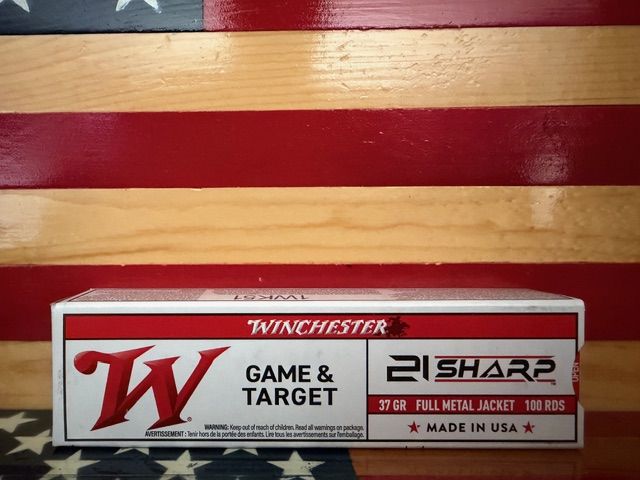 WINCHESTER
W
GAME &
TARGET
WARNING: Keep out of reach of children. Read all warnings on package.
AVERTISSEMENT : Tenir hors de la portée des enfants. Lire tous les avertissements sur l'emballage.
21 SHARP
37 GR FULL METAL JACKET 100 RDS
★ MADE IN USA ★
OPEN